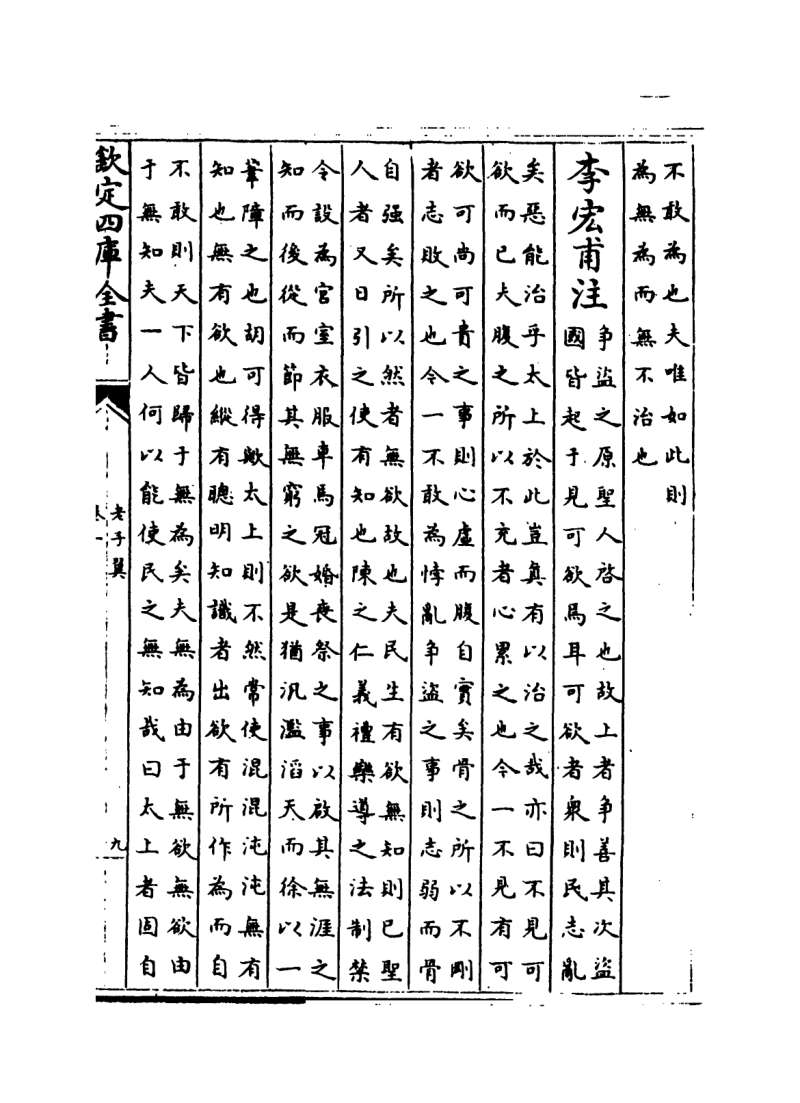 不敢為也夫唯如此則
為無為而無不治也
李宏甫注
争盜之原聖人啓之也故上者争善其次盜
國皆起于見可欲焉耳可欲者衆則民志亂
矣惡能治乎太上於此豈真有以治之哉亦曰不見可
欲而已夫腹之所以不充者心累之也令一不見有可
欲可尚可貴之事則心虛而腹自實矣骨之所以不剛
者志敗之也令一不敢為悖亂争盜之事則志弱而骨
自强矣所以然者無欲故也夫民生有欲無知則已聖
人者又日引之使有知也陳之仁義禮樂導之法制禁
令設為宫室衣服車馬冠婚喪祭之事以啟其無涯之
知而後從而節其無窮之欲是猶汎濫滔天而徐以一
葦障之也胡可得歟太上則不然常使混混沌沌無有
知也無有欲也縱有聰明知識者出欲有所作為而自
不敢則天下皆歸于無為矣夫無為由于無欲無欲由
于無知夫一人何以能使民之無知哉曰太上者固自
欽定四庫全書
老子翼
卷一
九